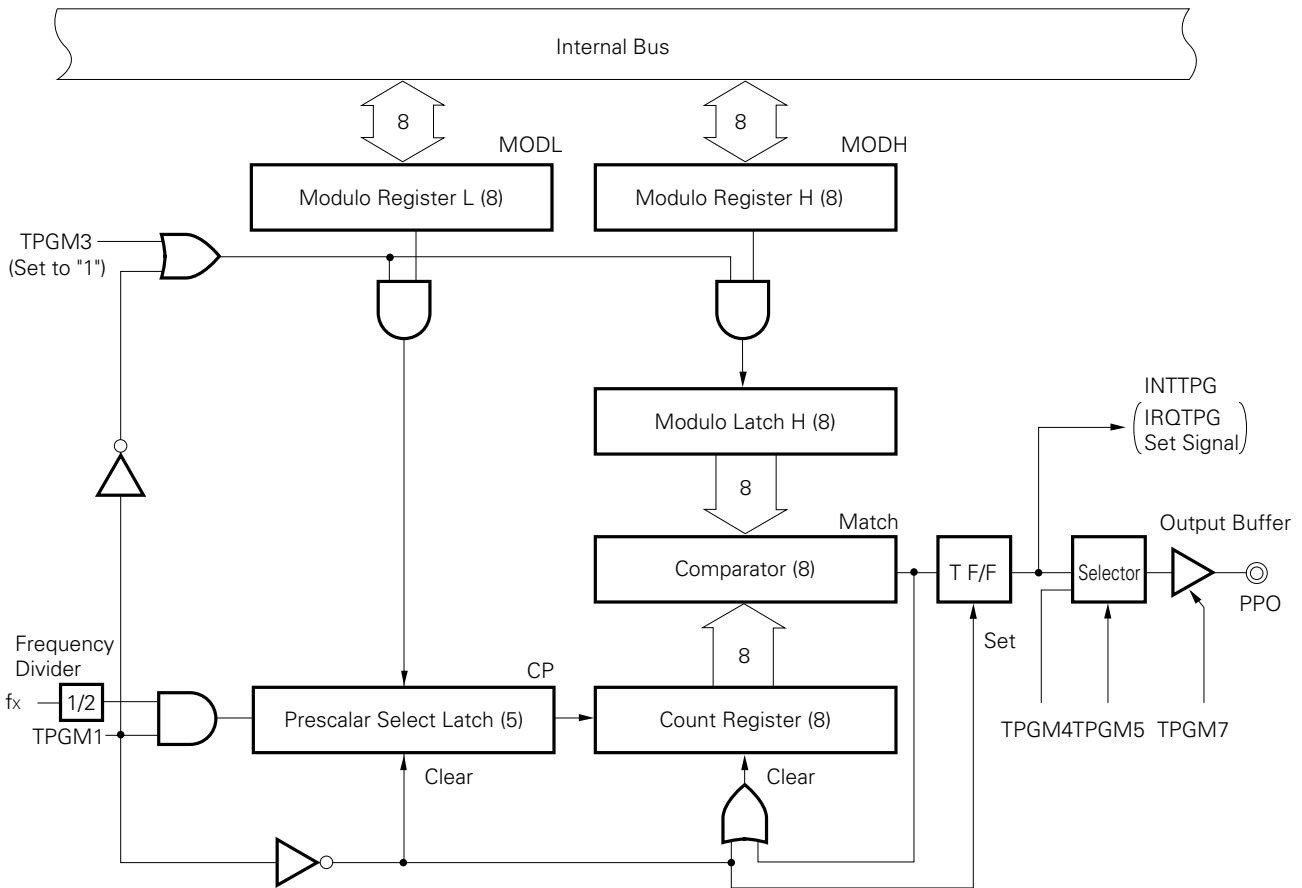 Internal Bus
8
8
MODL
MODH
Modulo Register L (8)
Modulo Register H (8)
TPGM3
(Set to "1")
INTTPG
IRQTPG
Set Signal
Modulo Latch H (8)
8
Match
Output Buffer
Comparator (8)
T F/F
Selector
PPO
Set
Frequency
Divider
8
CP
fx
1/2
Prescalar Select Latch (5)
Count Register (8)
TPGM1
TPGM4
TPGM5
TPGM7
Clear
Clear